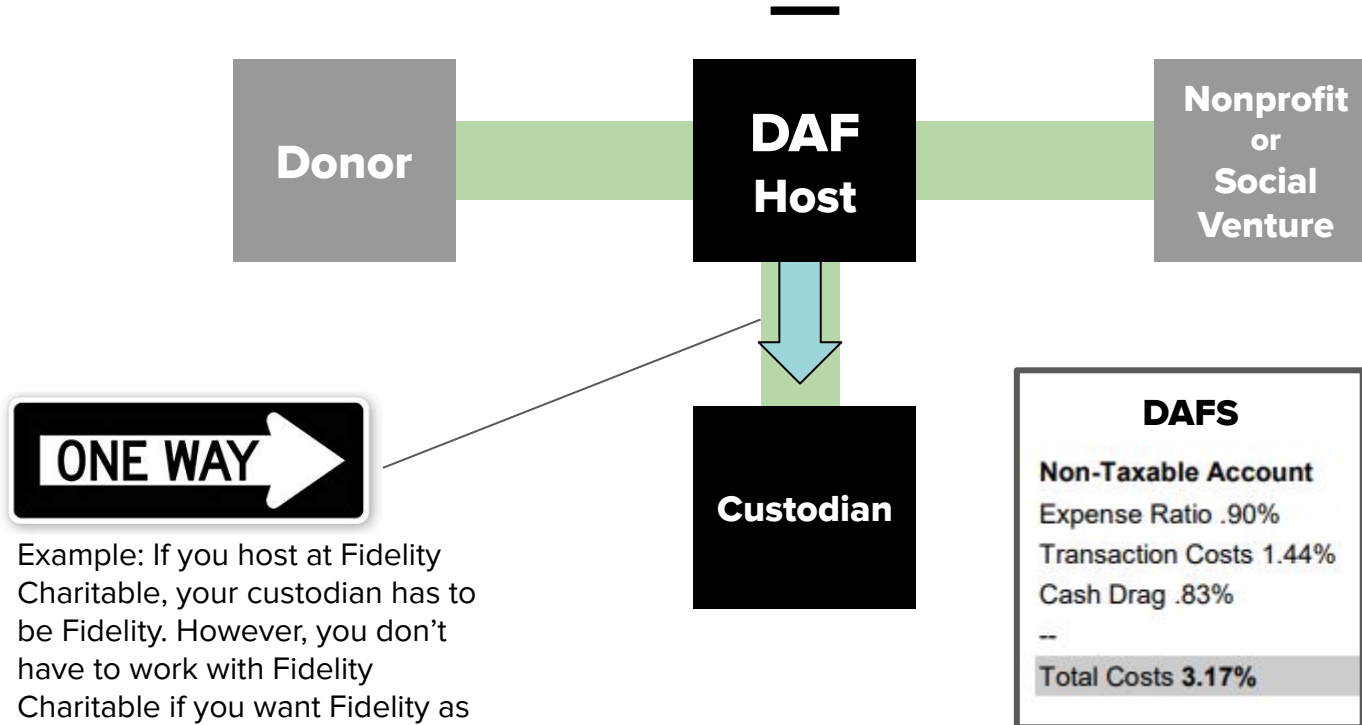 Donor
DAF
Host
Nonprofit
or
Social
Venture
ONE WAY
Custodian
Example: If you host at Fidelity
Charitable, your custodian has to
be Fidelity. However, you don’t
have to work with Fidelity
Charitable if you want Fidelity as
DAFS
Non-Taxable Account
Expense Ratio .90%
Transaction Costs 1.44%
Cash Drag .83%
--
Total Costs 3.17%